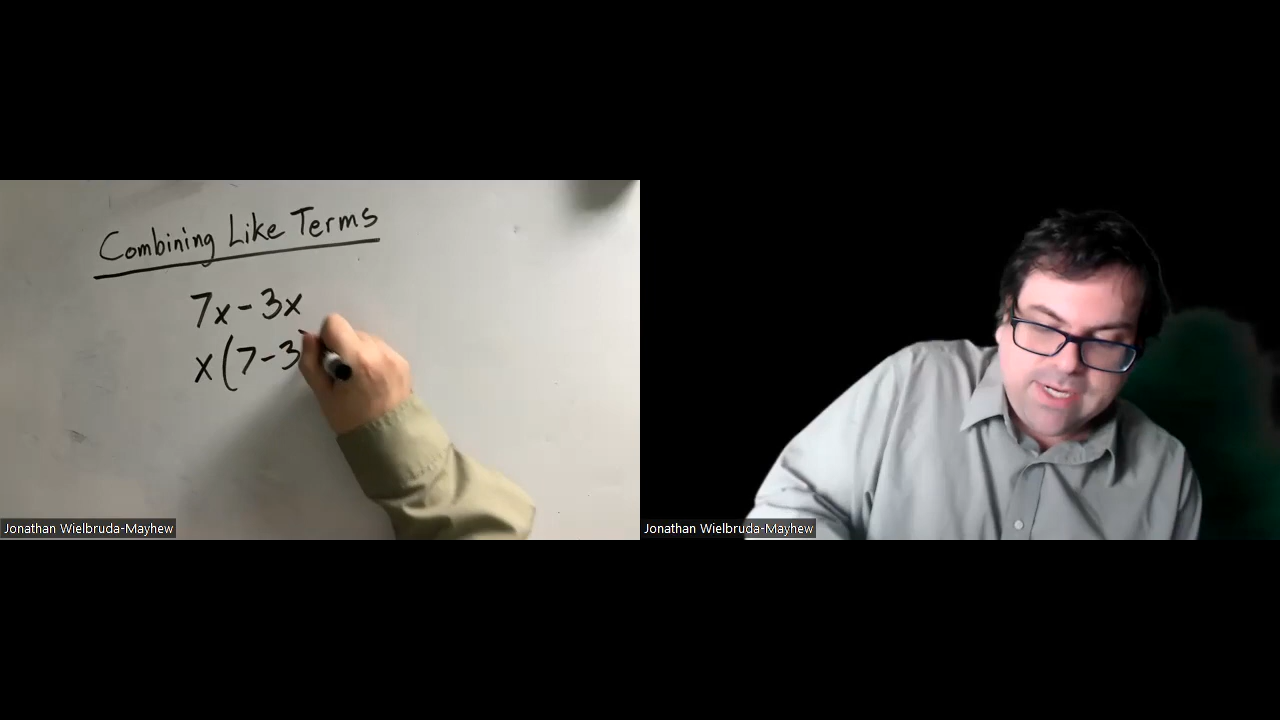 Combining Like Terms
7x-3x
x(7-3)
Jonathan Wielbruda-Mayhew
Jonathan Wielbruda-Mayhew